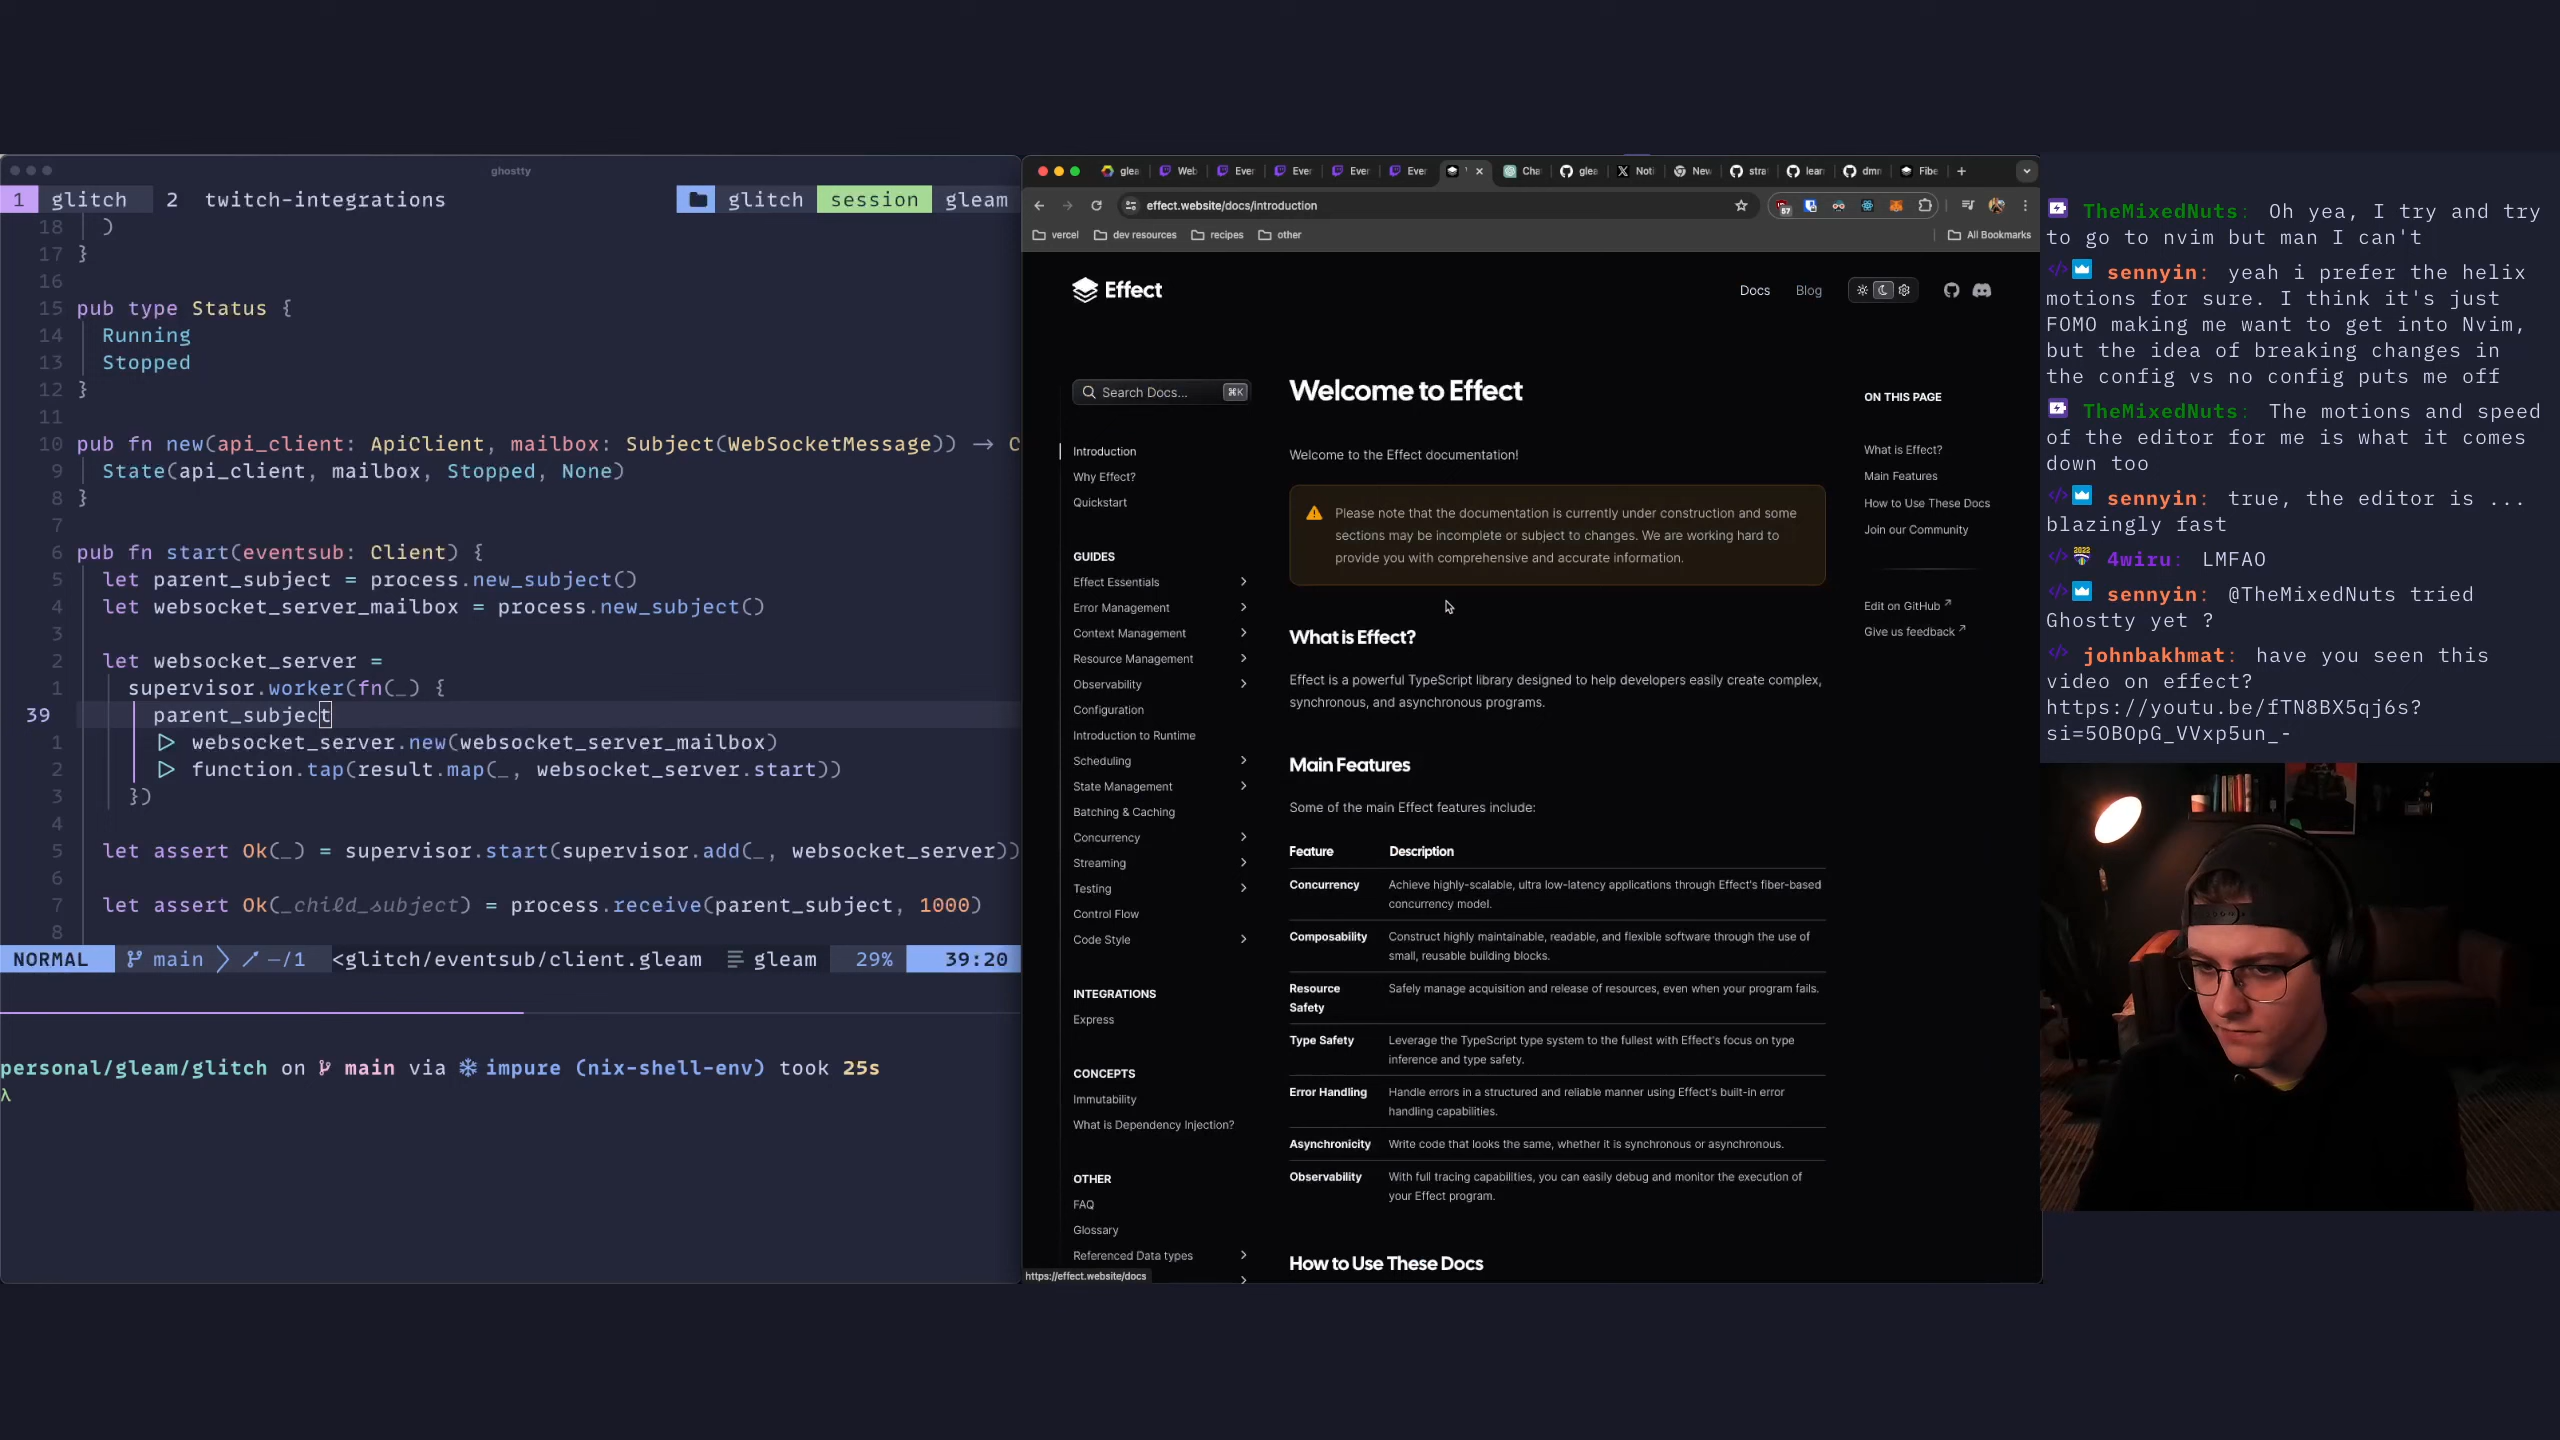 ghostty
1 glitch 2 twitch-integrations glitch session gleam
18 )
17 }
16
15 pub type Status {
14 Running
13 Stopped
12 }
11
10 pub fn new(api_client: ApiClient, mailbox: Subject(WebSocketMessage)) -> C
9 State(api_client, mailbox, Stopped, None)
8 }
7
6 pub fn start(eventsub: Client) {
5 let parent_subject = process.new_subject()
4 let websocket_server_mailbox = process.new_subject()
3
2 let websocket_server =
1 supervisor.worker(fn(_) {
39 parent_subject
1 |> websocket_server.new(websocket_server_mailbox)
2 |> function.tap(result.map(_, websocket_server.start))
3 })
4
5 let assert Ok(_) = supervisor.start(supervisor.add(_, websocket_server))
6
7 let assert Ok(_child_subject) = process.receive(parent_subject, 1000)
8
NORMAL main -/1 <glitch/eventsub/client.gleam gleam 29% 39:20
personal/gleam/glitch on main via impure (nix-shell-env) took 25s
λ
glea Web Ever Ever Ever Ever Cha glea Noti New stra lear dmn Fibe
effect.website/docs/introduction
vercel dev resources recipes other All Bookmarks
Effect
Docs Blog
Search Docs... ⌘K
Introduction
Why Effect?
Quickstart
GUIDES
Effect Essentials
Error Management
Context Management
Resource Management
Observability
Configuration
Introduction to Runtime
Scheduling
State Management
Batching & Caching
Concurrency
Streaming
Testing
Control Flow
Code Style
INTEGRATIONS
Express
CONCEPTS
Immutability
What is Dependency Injection?
OTHER
FAQ
Glossary
Referenced Data types
https://effect.website/docs
Welcome to Effect
Welcome to the Effect documentation!
Please note that the documentation is currently under construction and some
sections may be incomplete or subject to changes. We are working hard to
provide you with comprehensive and accurate information.
What is Effect?
Effect is a powerful TypeScript library designed to help developers easily create complex,
synchronous, and asynchronous programs.
Main Features
Some of the main Effect features include:
Feature Description
Concurrency Achieve highly-scalable, ultra low-latency applications through Effect's fiber-based
concurrency model.
Composability Construct highly maintainable, readable, and flexible software through the use of
small, reusable building blocks.
Resource Safety Safely manage acquisition and release of resources, even when your program fails.
Type Safety Leverage the TypeScript type system to the fullest with Effect's focus on type
inference and type safety.
Error Handling Handle errors in a structured and reliable manner using Effect's built-in error
handling capabilities.
Asynchronicity Write code that looks the same, whether it is synchronous or asynchronous.
Observability With full tracing capabilities, you can easily debug and monitor the execution of
your Effect program.
How to Use These Docs
ON THIS PAGE
What is Effect?
Main Features
How to Use These Docs
Join our Community
Edit on GitHub
Give us feedback
TheMixedNuts: Oh yea, I try and try
to go to nvim but man I can't
sennyin: yeah i prefer the helix
motions for sure. I think it's just
FOMO making me want to get into Nvim,
but the idea of breaking changes in
the config vs no config puts me off
TheMixedNuts: The motions and speed
of the editor for me is what it comes
down too
sennyin: true, the editor is ...
blazingly fast
4wiru: LMFAO
sennyin: @TheMixedNuts tried
Ghostty yet ?
johnbakhmat: have you seen this
video on effect?
https://youtu.be/fTN8BX5qj6s?
si=5OBOpG_VVxp5un_-